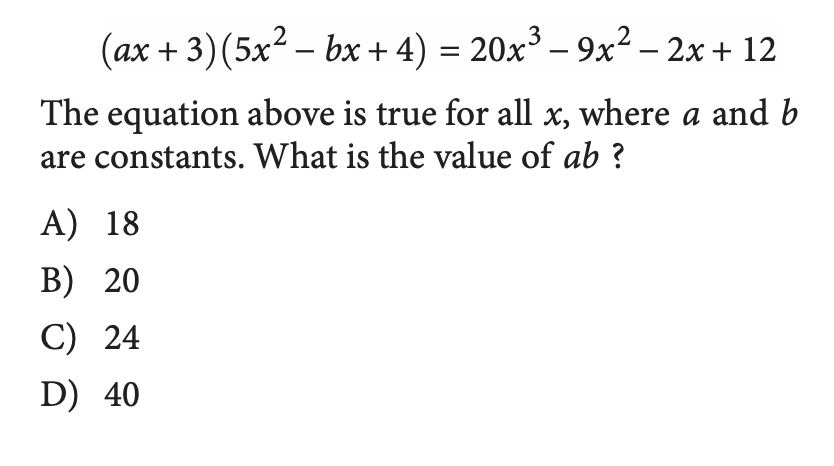 (ax + 3)(5x² – bx + 4) = 20x³ – 9x² – 2x + 12
The equation above is true for all x, where a and b
are constants. What is the value of ab ?
A) 18
B) 20
C) 24
D) 40